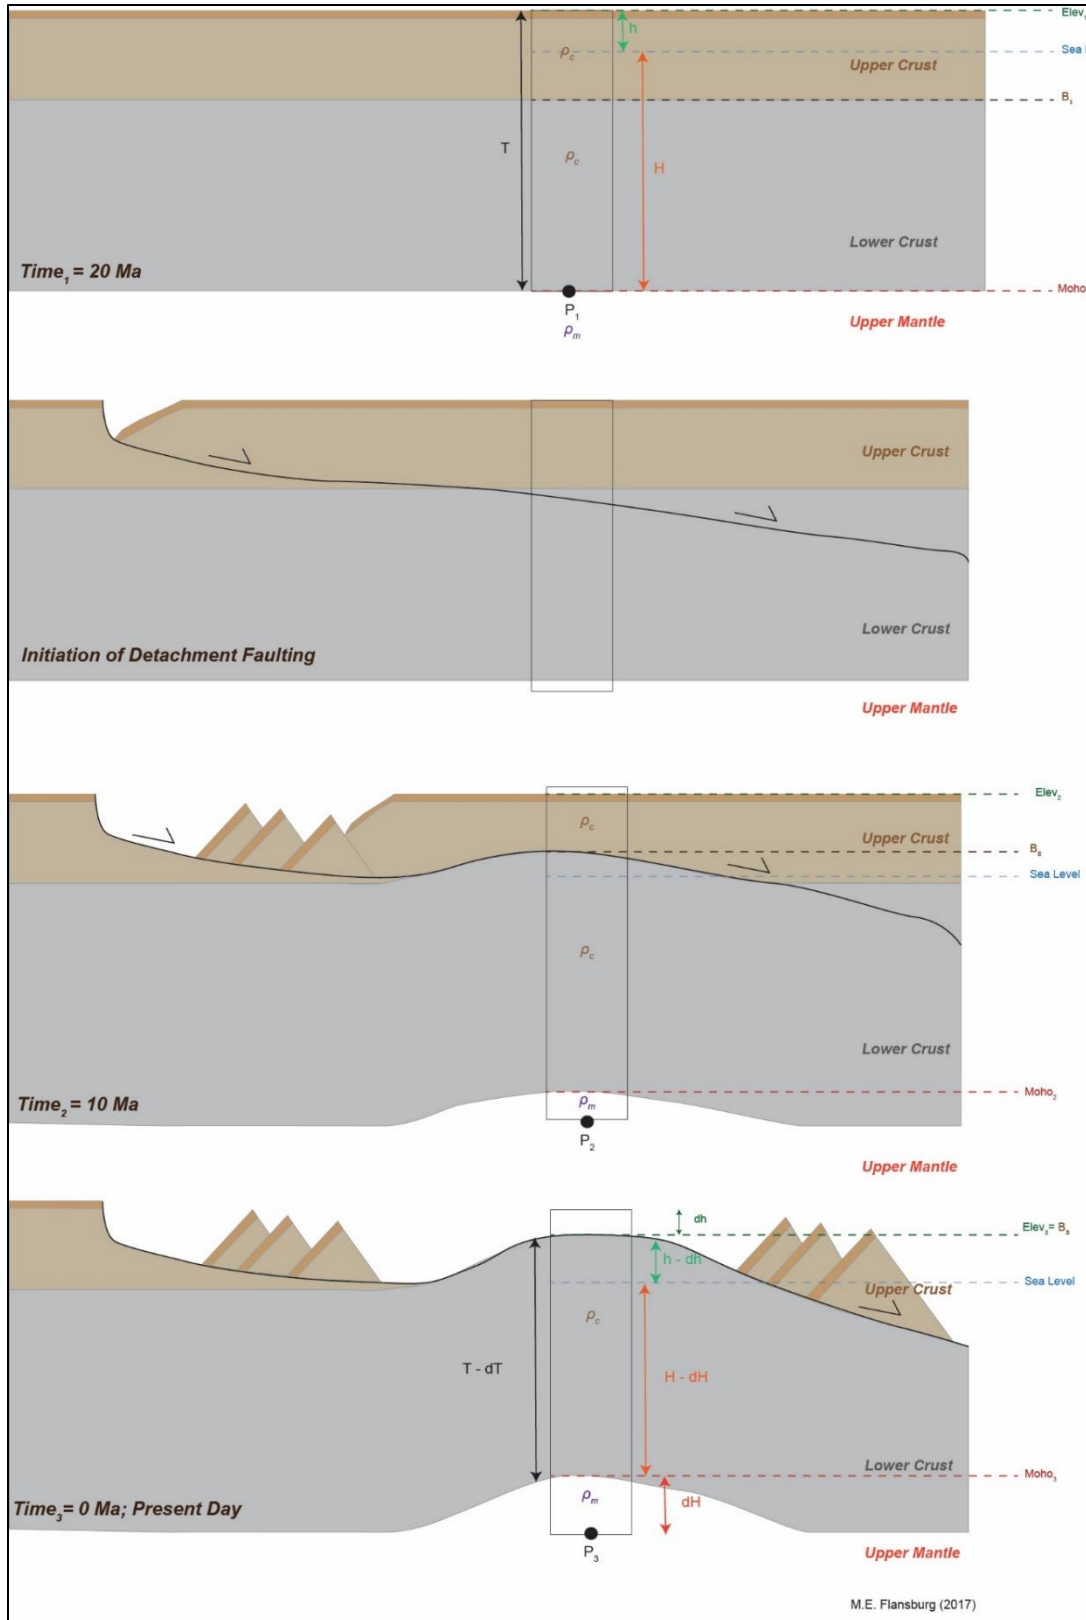 Elev₁
h
Sea
ρc
Upper Crust
B₁
T
ρc
H
Lower Crust
Time₁ = 20 Ma
Moho
P₁
ρm
Upper Mantle
Upper Crust
Lower Crust
Initiation of Detachment Faulting
Upper Mantle
Elev₂
ρc
Upper Crust
B₂
Sea Level
ρc
Lower Crust
Moho₂
Time₂ = 10 Ma
ρm
P₂
Upper Mantle
dh
Elev₃= B₃
h - dh
Sea Level
Upper Crust
ρc
T - dT
H - dH
Lower Crust
Moho₃
ρm
dH
Time₃= 0 Ma; Present Day
P₃
Upper Mantle
M.E. Flansburg (2017)